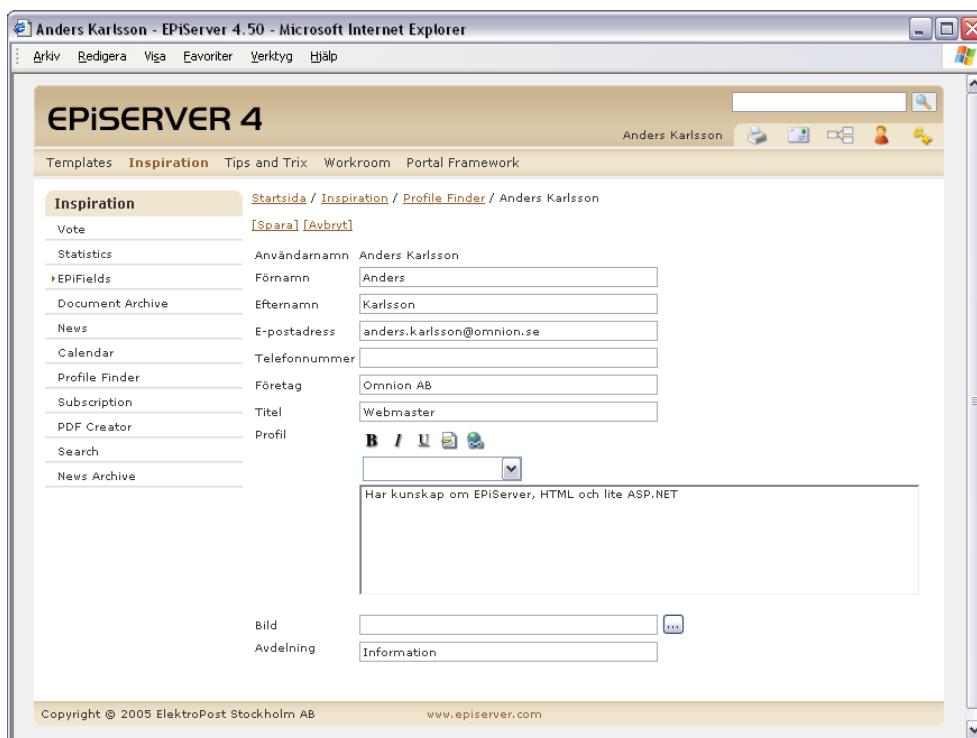 Anders Karlsson - EPiServer 4.50 - Microsoft Internet Explorer
Arkiv Redigera Visa Favoriter Verktyg Hjälp
EPiSERVER 4
Anders Karlsson
Templates Inspiration Tips and Trix Workroom Portal Framework
Inspiration
Vote
Statistics
EPiFields
Document Archive
News
Calendar
Profile Finder
Subscription
PDF Creator
Search
News Archive
Startsida / Inspiration / Profile Finder / Anders Karlsson
[Spara] [Avbryt]
Användarnamn Anders Karlsson
Förnamn Anders
Efternamn Karlsson
E-postadress anders.karlsson@omnion.se
Telefonnummer
Företag Omnion AB
Titel Webmaster
Profil B I U
Har kunskap om EPiServer, HTML och lite ASP.NET
Bild ...
Avdelning Information
Copyright © 2005 ElektroPost Stockholm AB www.episerver.com